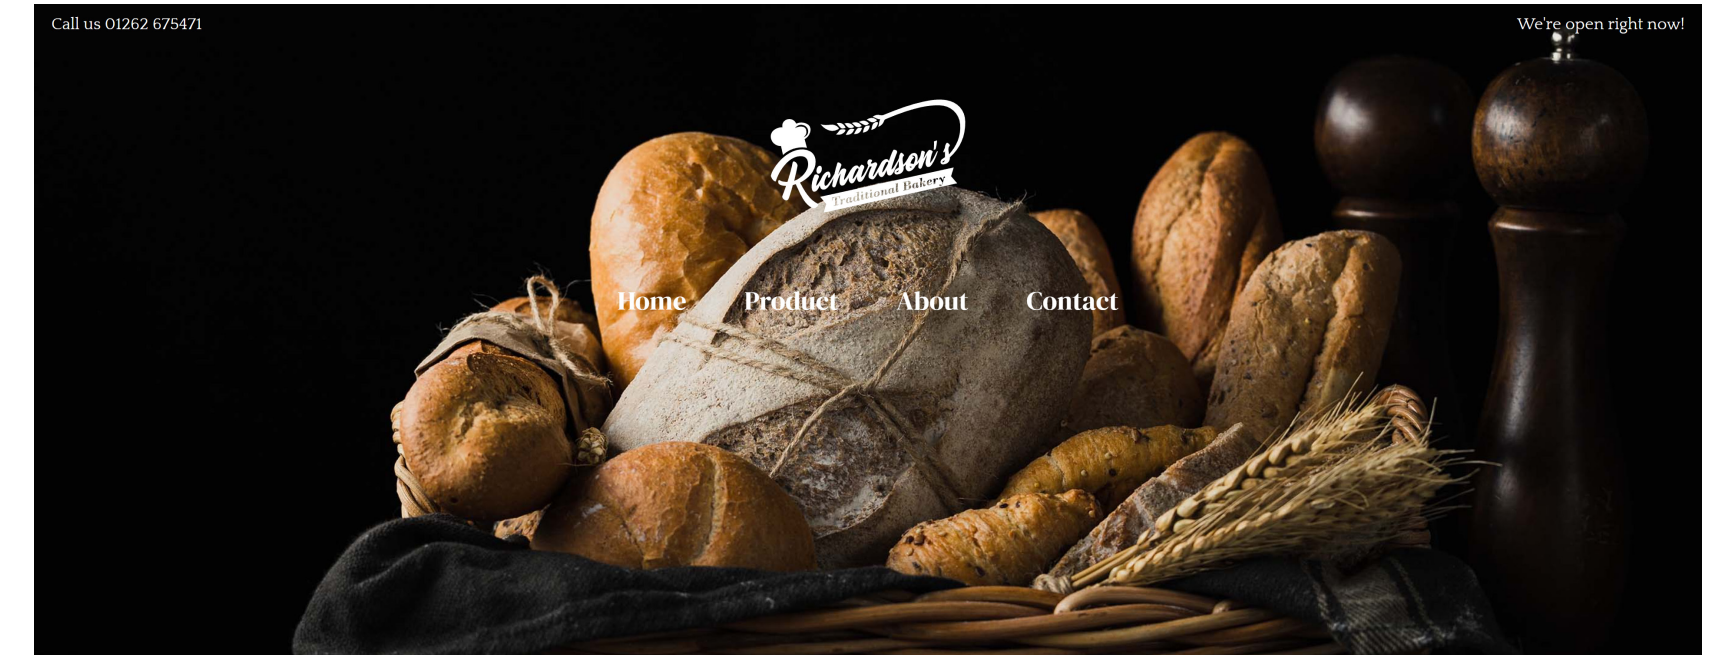 Call us 01262 675471
We're open right now!
Richardson's
Traditional Bakery
Home Product About Contact